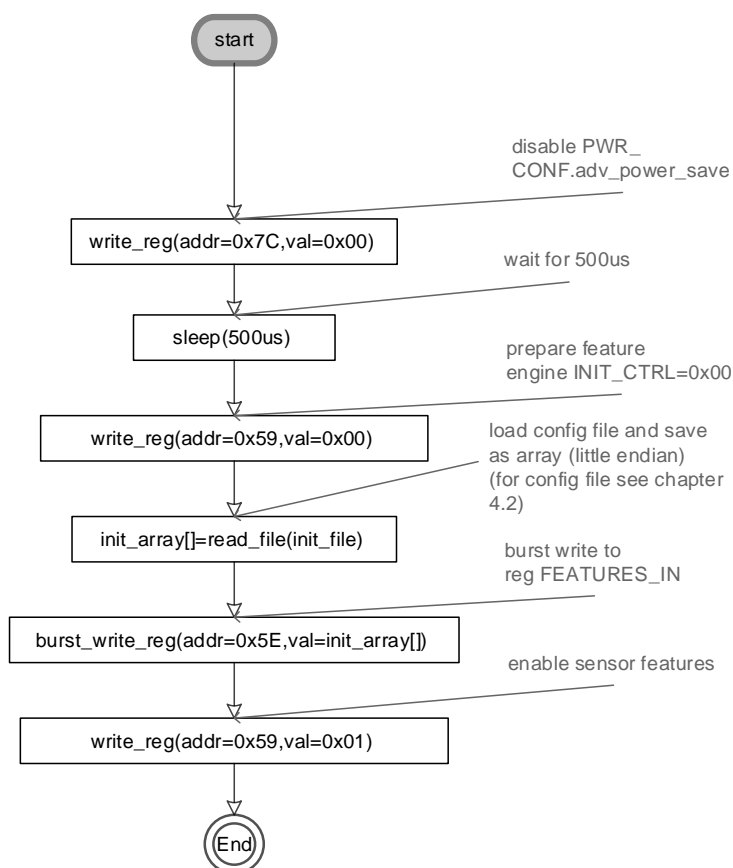 start
disable PWR_
CONF.adv_power_save
write_reg(addr=0x7C,val=0x00)
wait for 500us
sleep(500us)
prepare feature
engine INIT_CTRL=0x00
write_reg(addr=0x59,val=0x00)
load config file and save
as array (little endian)
(for config file see chapter
4.2)
init_array[]=read_file(init_file)
burst write to
reg FEATURES_IN
burst_write_reg(addr=0x5E,val=init_array[])
enable sensor features
write_reg(addr=0x59,val=0x01)
End